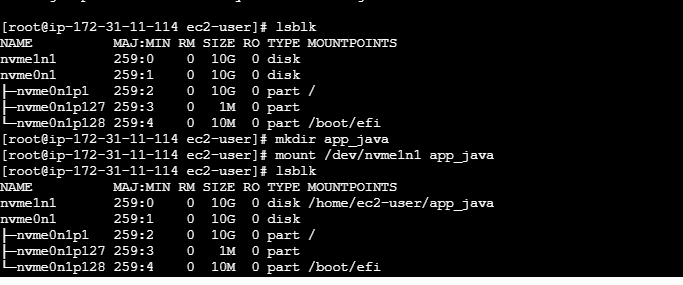 [root@ip-172-31-11-114 ec2-user]# lsblk
NAME          MAJ:MIN RM SIZE RO TYPE MOUNTPOINTS
nvme1n1       259:0    0  10G  0 disk
nvme0n1       259:1    0  10G  0 disk
├─nvme0n1p1   259:2    0  10G  0 part /
├─nvme0n1p127 259:3    0   1M  0 part
└─nvme0n1p128 259:4    0  10M  0 part /boot/efi
[root@ip-172-31-11-114 ec2-user]# mkdir app_java
[root@ip-172-31-11-114 ec2-user]# mount /dev/nvme1n1 app_java
[root@ip-172-31-11-114 ec2-user]# lsblk
NAME          MAJ:MIN RM SIZE RO TYPE MOUNTPOINTS
nvme1n1       259:0    0  10G  0 disk /home/ec2-user/app_java
nvme0n1       259:1    0  10G  0 disk
├─nvme0n1p1   259:2    0  10G  0 part /
├─nvme0n1p127 259:3    0   1M  0 part
└─nvme0n1p128 259:4    0  10M  0 part /boot/efi